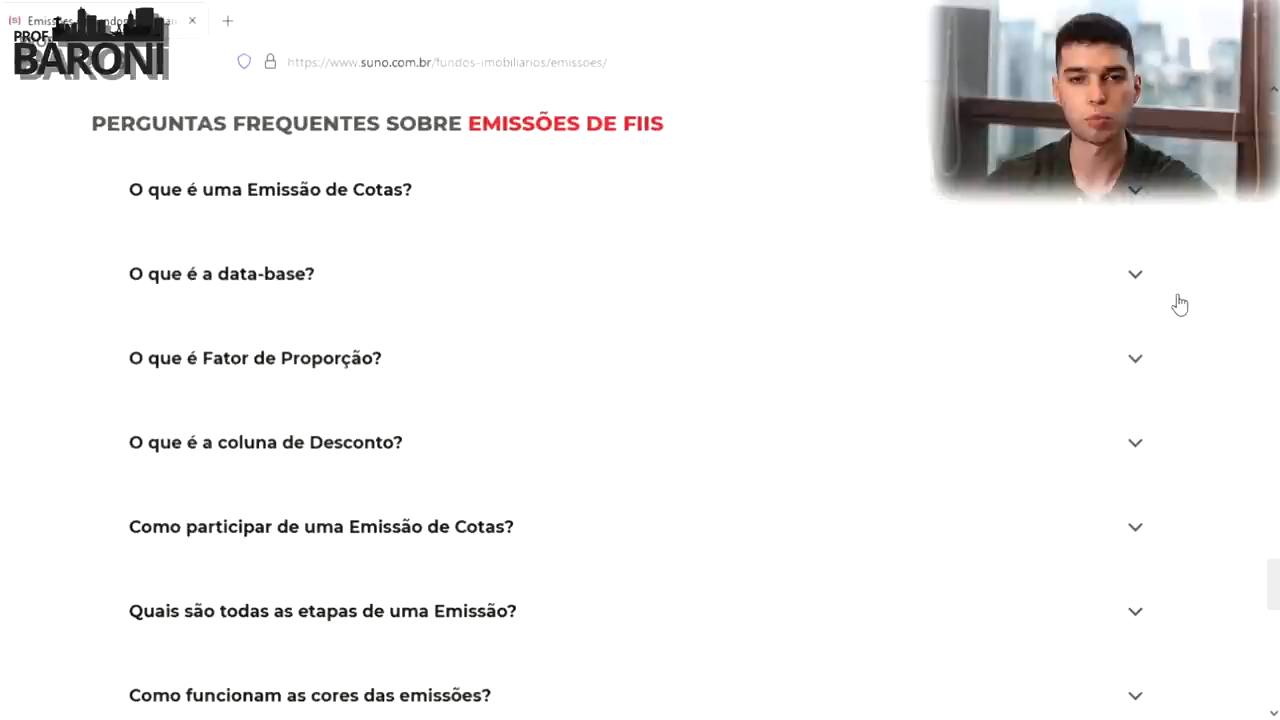 PROF.
BARONI
https://www.suno.com.br/fundos-imobiliarios/emissoes/
PERGUNTAS FREQUENTES SOBRE EMISSÕES DE FIIS
O que é uma Emissão de Cotas?
O que é a data-base?
O que é Fator de Proporção?
O que é a coluna de Desconto?
Como participar de uma Emissão de Cotas?
Quais são todas as etapas de uma Emissão?
Como funcionam as cores das emissões?